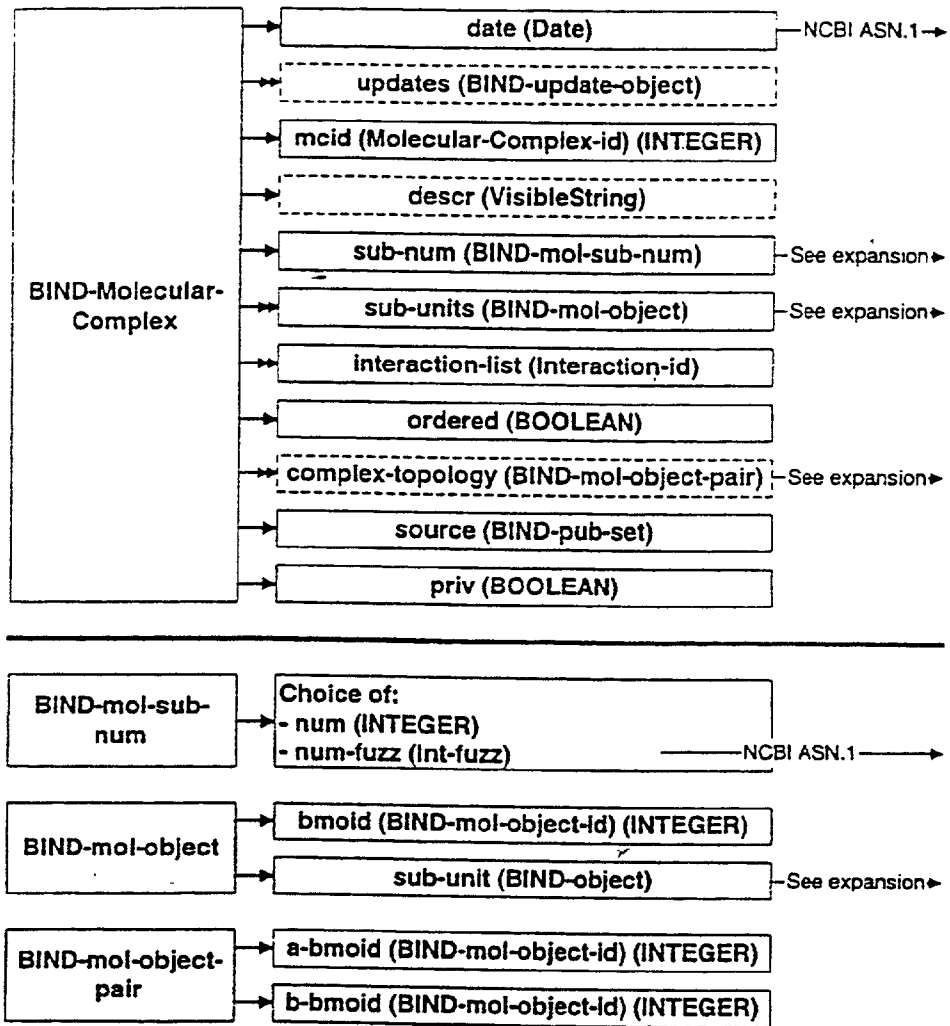 date (Date)
NCBI ASN.1
updates (BIND-update-object)
mcid (Molecular-Complex-id) (INTEGER)
descr (VisibleString)
sub-num (BIND-mol-sub-num)
See expansion
BIND-Molecular-
Complex
sub-units (BIND-mol-object)
See expansion
interaction-list (Interaction-id)
ordered (BOOLEAN)
complex-topology (BIND-mol-object-pair)
See expansion
source (BIND-pub-set)
priv (BOOLEAN)
BIND-mol-sub-
num
Choice of:
- num (INTEGER)
- num-fuzz (Int-fuzz)
NCBI ASN.1
BIND-mol-object
bmoid (BIND-mol-object-id) (INTEGER)
sub-unit (BIND-object)
See expansion
BIND-mol-object-
pair
a-bmoid (BIND-mol-object-id) (INTEGER)
b-bmoid (BIND-mol-object-id) (INTEGER)